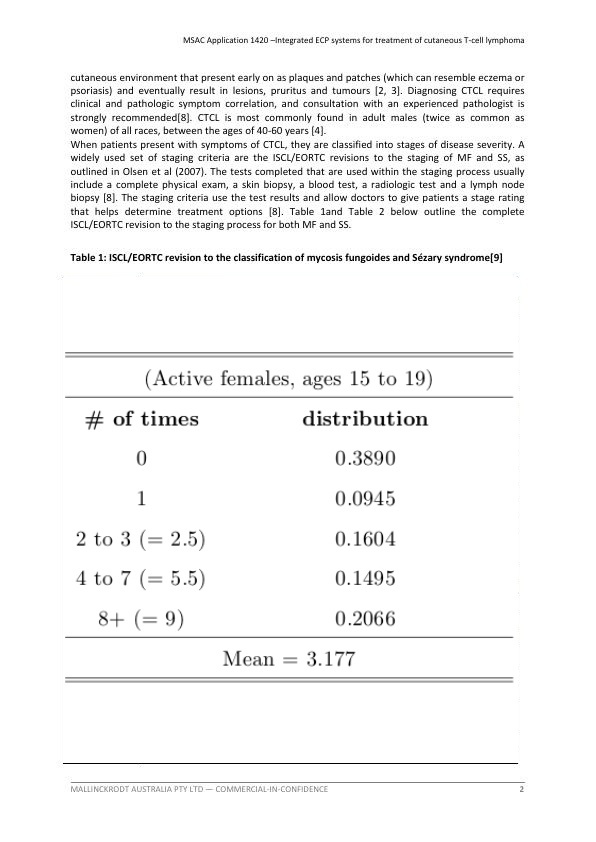 MSAC Application 1420 –Integrated ECP systems for treatment of cutaneous T-cell lymphoma
cutaneous environment that present early on as plaques and patches (which can resemble eczema or
psoriasis) and eventually result in lesions, pruritus and tumours [2, 3]. Diagnosing CTCL requires
clinical and pathologic symptom correlation, and consultation with an experienced pathologist is
strongly recommended[8]. CTCL is most commonly found in adult males (twice as common as
women) of all races, between the ages of 40-60 years [4].
When patients present with symptoms of CTCL, they are classified into stages of disease severity. A
widely used set of staging criteria are the ISCL/EORTC revisions to the staging of MF and SS, as
outlined in Olsen et al (2007). The tests completed that are used within the staging process usually
include a complete physical exam, a skin biopsy, a blood test, a radiologic test and a lymph node
biopsy [8]. The staging criteria use the test results and allow doctors to give patients a stage rating
that helps determine treatment options [8]. Table 1and Table 2 below outline the complete
ISCL/EORTC revision to the staging process for both MF and SS.
Table 1: ISCL/EORTC revision to the classification of mycosis fungoides and Sézary syndrome[9]
(Active females, ages 15 to 19)
# of times distribution
0 0.3890
1 0.0945
2 to 3 (= 2.5) 0.1604
4 to 7 (= 5.5) 0.1495
8+ (= 9) 0.2066
Mean = 3.177
MALLINCKRODT AUSTRALIA PTY LTD — COMMERCIAL-IN-CONFIDENCE 2